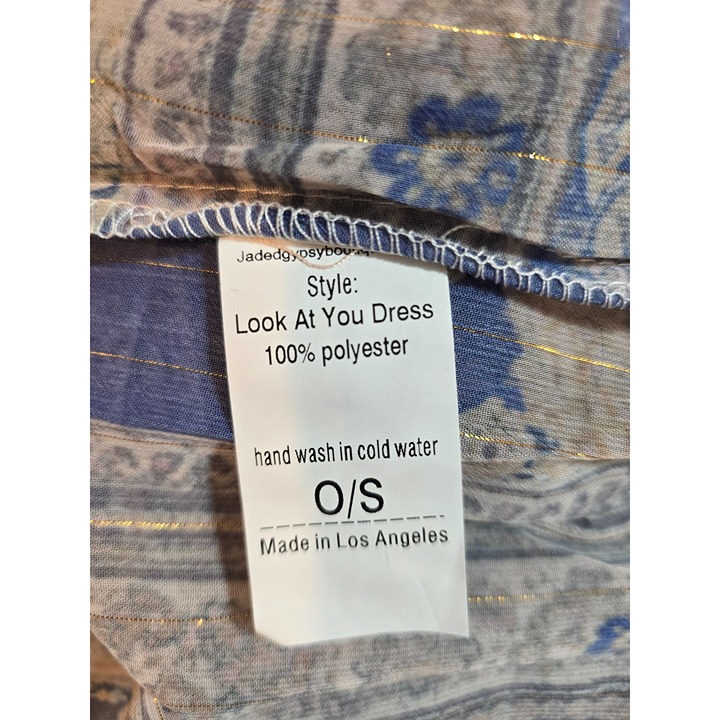 Style:
Look At You Dress
100% polyester
hand wash in cold water
O/S
Made in Los Angeles